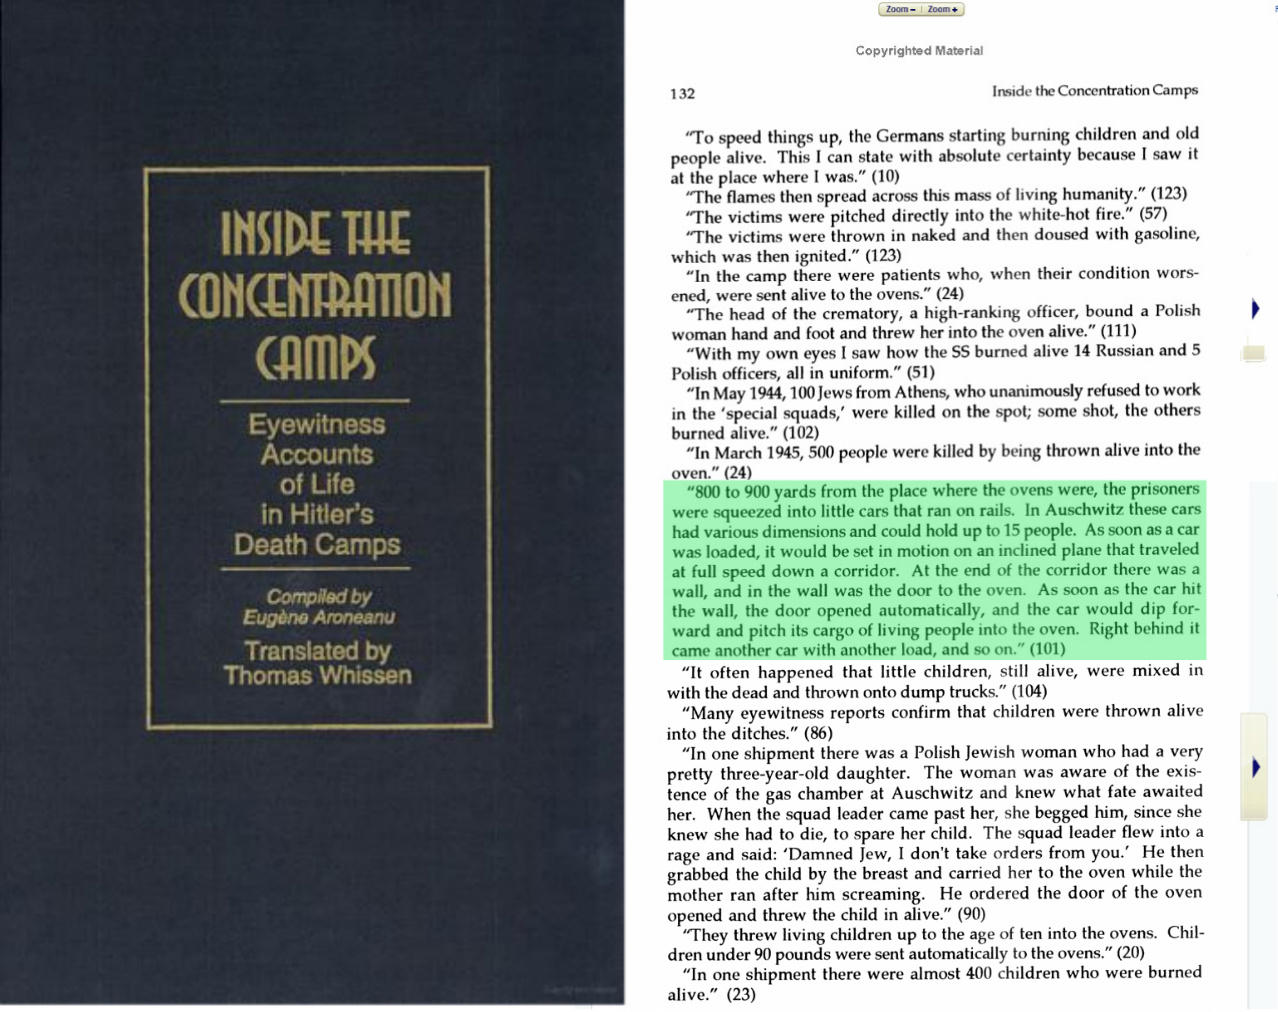 INSIDE THE
CONCENTRATION
CAMPS
Eyewitness
Accounts
of Life
in Hitler's
Death Camps
Compiled by
Eugène Aroneanu
Translated by
Thomas Whissen
Zoom – | Zoom +
Copyrighted Material
132 Inside the Concentration Camps
"To speed things up, the Germans starting burning children and old
people alive. This I can state with absolute certainty because I saw it
at the place where I was." (10)
"The flames then spread across this mass of living humanity." (123)
"The victims were pitched directly into the white-hot fire." (57)
"The victims were thrown in naked and then doused with gasoline,
which was then ignited." (123)
"In the camp there were patients who, when their condition wors-
ened, were sent alive to the ovens." (24)
"The head of the crematory, a high-ranking officer, bound a Polish
woman hand and foot and threw her into the oven alive." (111)
"With my own eyes I saw how the SS burned alive 14 Russian and 5
Polish officers, all in uniform." (51)
"In May 1944, 100 Jews from Athens, who unanimously refused to work
in the 'special squads,' were killed on the spot; some shot, the others
burned alive." (102)
"In March 1945, 500 people were killed by being thrown alive into the
oven." (24)
"800 to 900 yards from the place where the ovens were, the prisoners
were squeezed into little cars that ran on rails. In Auschwitz these cars
had various dimensions and could hold up to 15 people. As soon as a car
was loaded, it would be set in motion on an inclined plane that traveled
at full speed down a corridor. At the end of the corridor there was a
wall, and in the wall was the door to the oven. As soon as the car hit
the wall, the door opened automatically, and the car would dip for-
ward and pitch its cargo of living people into the oven. Right behind it
came another car with another load, and so on." (101)
"It often happened that little children, still alive, were mixed in
with the dead and thrown onto dump trucks." (104)
"Many eyewitness reports confirm that children were thrown alive
into the ditches." (86)
"In one shipment there was a Polish Jewish woman who had a very
pretty three-year-old daughter. The woman was aware of the exis-
tence of the gas chamber at Auschwitz and knew what fate awaited
her. When the squad leader came past her, she begged him, since she
knew she had to die, to spare her child. The squad leader flew into a
rage and said: 'Damned Jew, I don't take orders from you.' He then
grabbed the child by the breast and carried her to the oven while the
mother ran after him screaming. He ordered the door of the oven
opened and threw the child in alive." (90)
"They threw living children up to the age of ten into the ovens. Chil-
dren under 90 pounds were sent automatically to the ovens." (20)
"In one shipment there were almost 400 children who were burned
alive." (23)